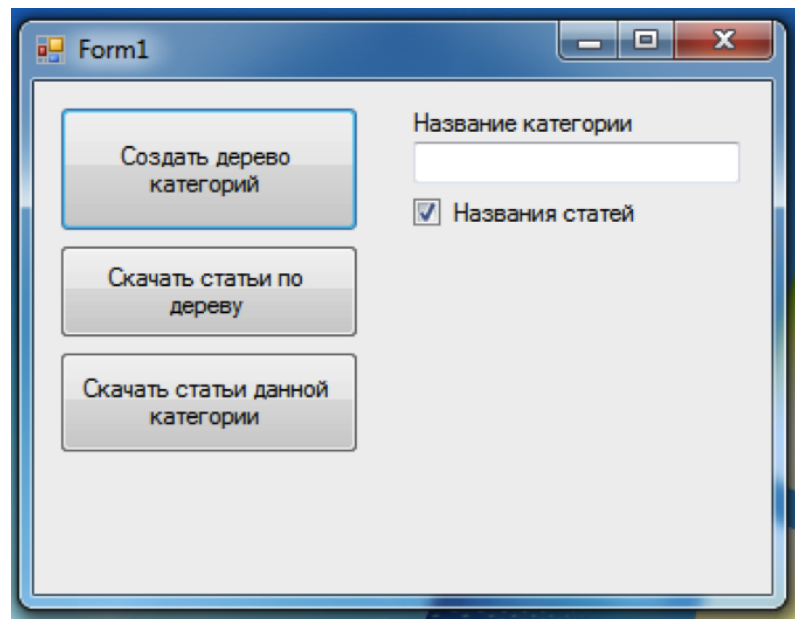 Form1
Создать дерево
категорий
Скачать статьи по
дереву
Скачать статьи данной
категории
Название категории
Названия статей